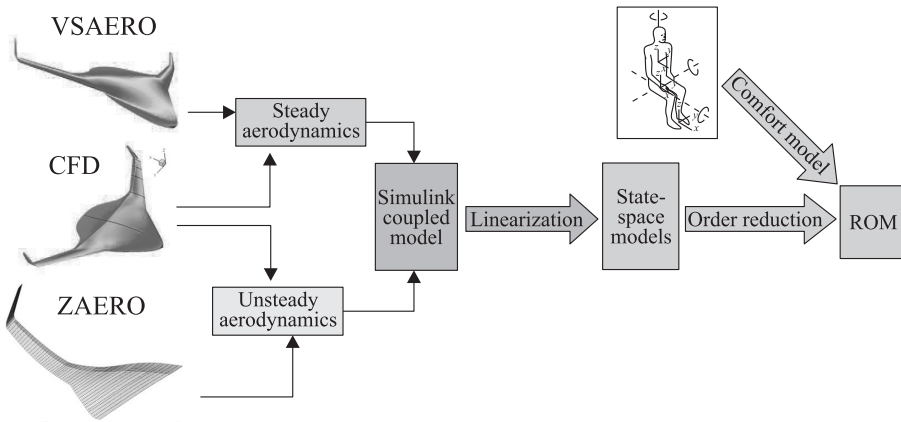 VSAERO
Steady
aerodynamics
CFD
Simulink
coupled
model
Linearization
State-
space
models
Order reduction
ROM
Comfort model
y
x
Unsteady
aerodynamics
ZAERO